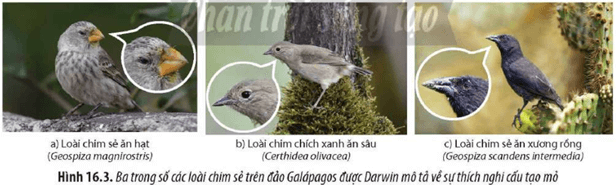 Chân trời sáng tạo
a) Loài chim sẻ ăn hạt
(Geospiza magnirostris)
b) Loài chim chích xanh ăn sâu
(Certhidea olivacea)
c) Loài chim sẻ ăn xương rồng
(Geospiza scandens intermedia)
Hình 16.3. Ba trong số các loài chim sẻ trên đảo Galápagos được Darwin mô tả về sự thích nghi cấu tạo mỏ